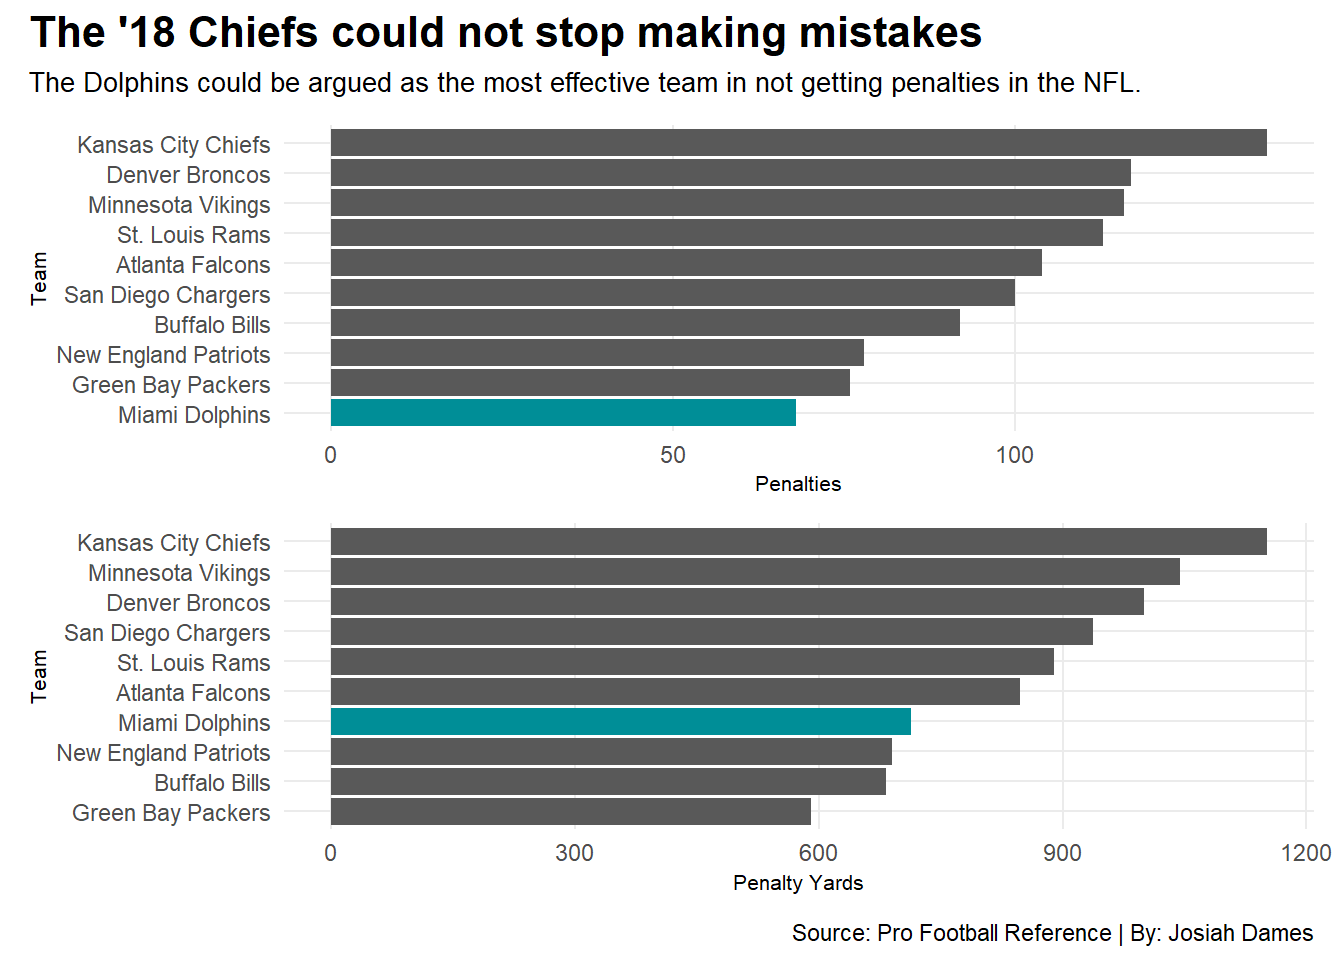 The '18 Chiefs could not stop making mistakes
The Dolphins could be argued as the most effective team in not getting penalties in the NFL.
Team
Kansas City Chiefs
Denver Broncos
Minnesota Vikings
St. Louis Rams
Atlanta Falcons
San Diego Chargers
Buffalo Bills
New England Patriots
Green Bay Packers
Miami Dolphins
0 50 100
Penalties
Team
Kansas City Chiefs
Minnesota Vikings
Denver Broncos
San Diego Chargers
St. Louis Rams
Atlanta Falcons
Miami Dolphins
New England Patriots
Buffalo Bills
Green Bay Packers
0 300 600 900 1200
Penalty Yards
Source: Pro Football Reference | By: Josiah Dames